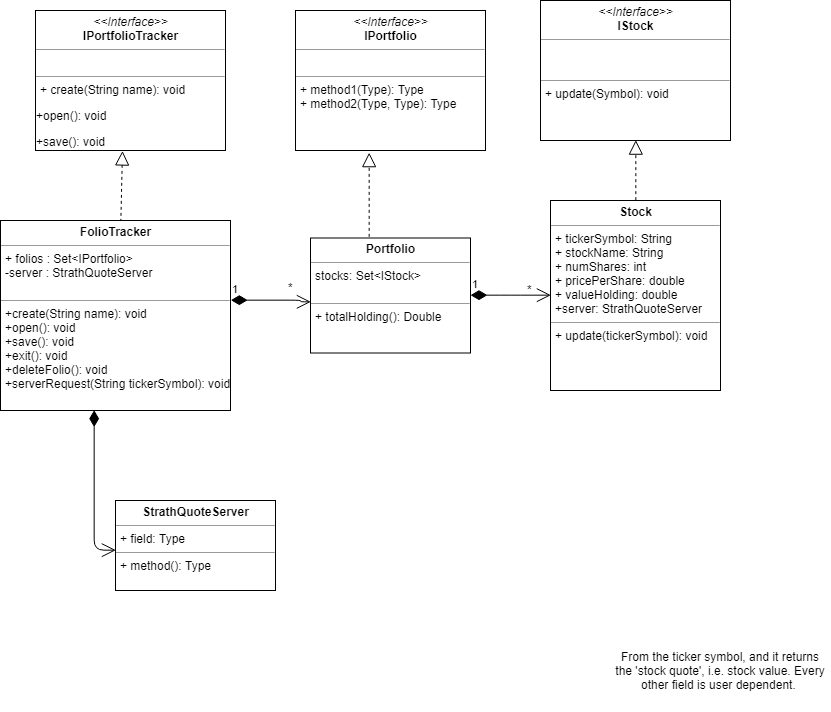 <<Interface>>
IPortfolioTracker
+ create(String name): void
+open(): void
+save(): void
<<Interface>>
IPortfolio
+ method1(Type): Type
+ method2(Type, Type): Type
<<Interface>>
IStock
+ update(Symbol): void
FolioTracker
+ folios : Set<IPortfolio>
-server : StrathQuoteServer
+create(String name): void
+open(): void
+save(): void
+exit(): void
+deleteFolio(): void
+serverRequest(String tickerSymbol): void
1
*
Portfolio
stocks: Set<IStock>
+ totalHolding(): Double
1
*
Stock
+ tickerSymbol: String
+ stockName: String
+ numShares: int
+ pricePerShare: double
+ valueHolding: double
+server: StrathQuoteServer
+ update(tickerSymbol): void
StrathQuoteServer
+ field: Type
+ method(): Type
From the ticker symbol, and it returns
the 'stock quote', i.e. stock value. Every
other field is user dependent.